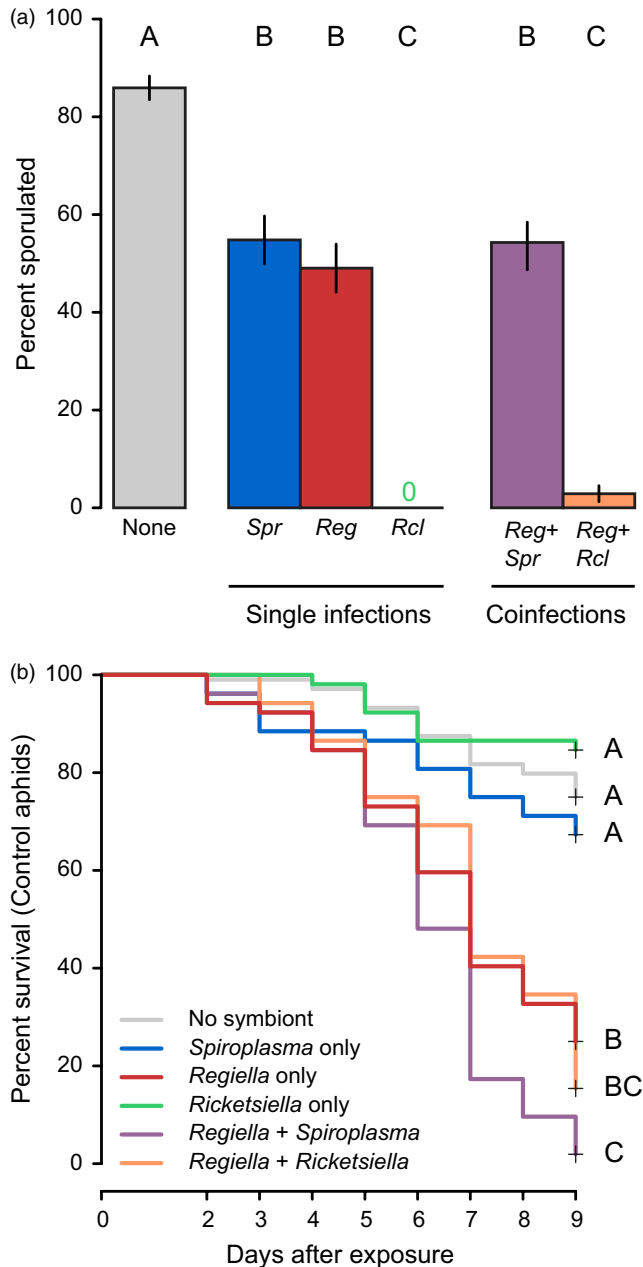 (a)
100
80
60
40
20
0
Percent sporulated
A B B C B C
0
None Spr Reg Rcl Reg+ Reg+
Spr Rcl
Single infections Coinfections
(b)
100
80
60
40
20
0
Percent survival (Control aphids)
A
A
A
B
BC
C
No symbiont
Spiroplasma only
Regiella only
Ricketsiella only
Regiella + Spiroplasma
Regiella + Ricketsiella
0 2 3 4 5 6 7 8 9
Days after exposure